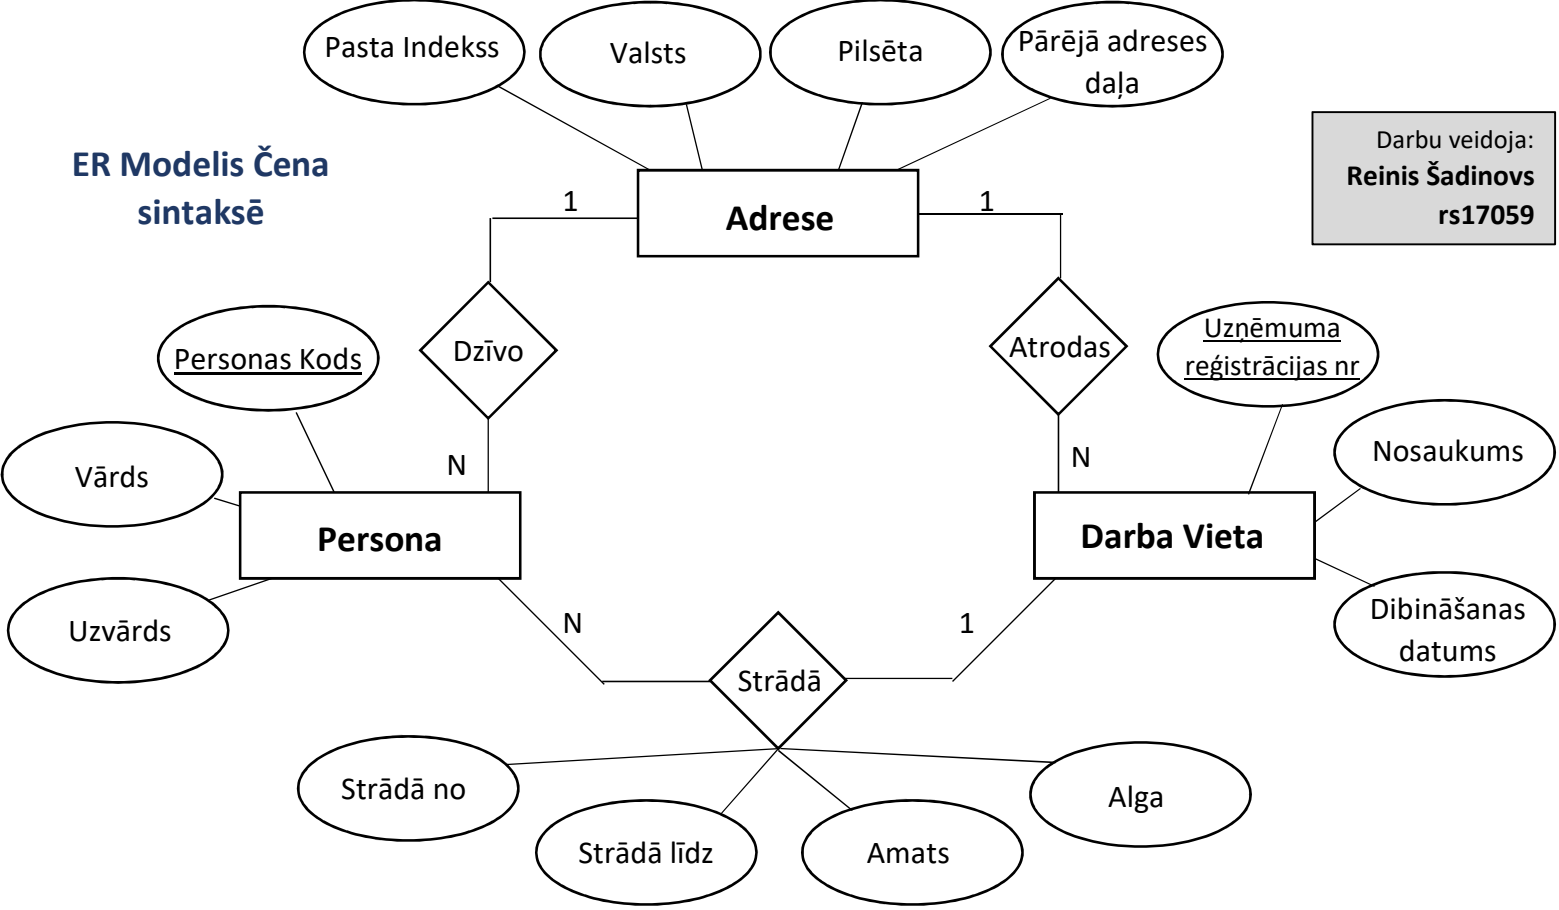 Pasta Indekss
Valsts
Pilsēta
Pārējā adreses
daļa
ER Modelis Čena
sintaksē
Darbu veidoja:
Reinis Šadinovs
rs17059
1
Adrese
1
Dzīvo
Atrodas
Personas Kods
Uzņēmuma
reģistrācijas nr
Vārds
N
N
Nosaukums
Persona
Darba Vieta
Uzvārds
N
1
Dibināšanas
datums
Strādā
Strādā no
Strādā līdz
Amats
Alga